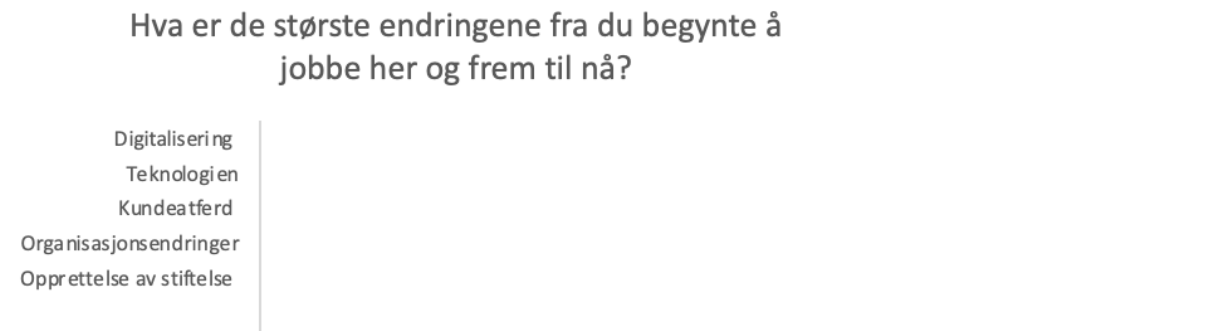 Hva er de største endringene fra du begynte å
jobbe her og frem til nå?
Digitalisering
Teknologien
Kundeatferd
Organisasjonsendringer
Opprettelse av stiftelse